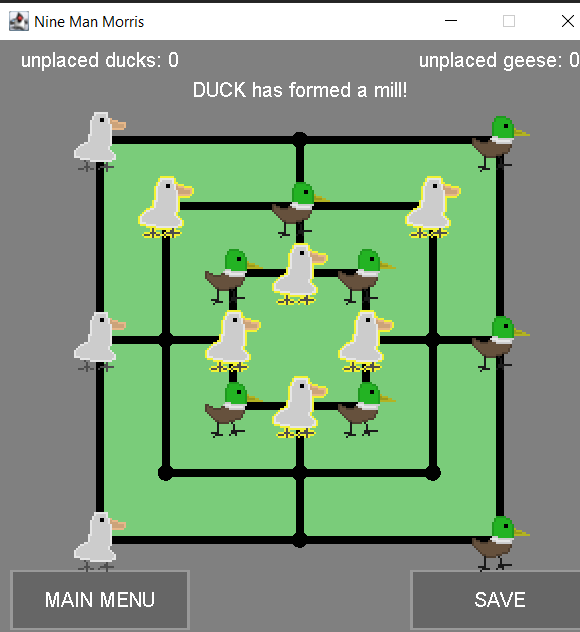 Nine Man Morris
unplaced ducks: 0
unplaced geese: 0
DUCK has formed a mill!
MAIN MENU
SAVE